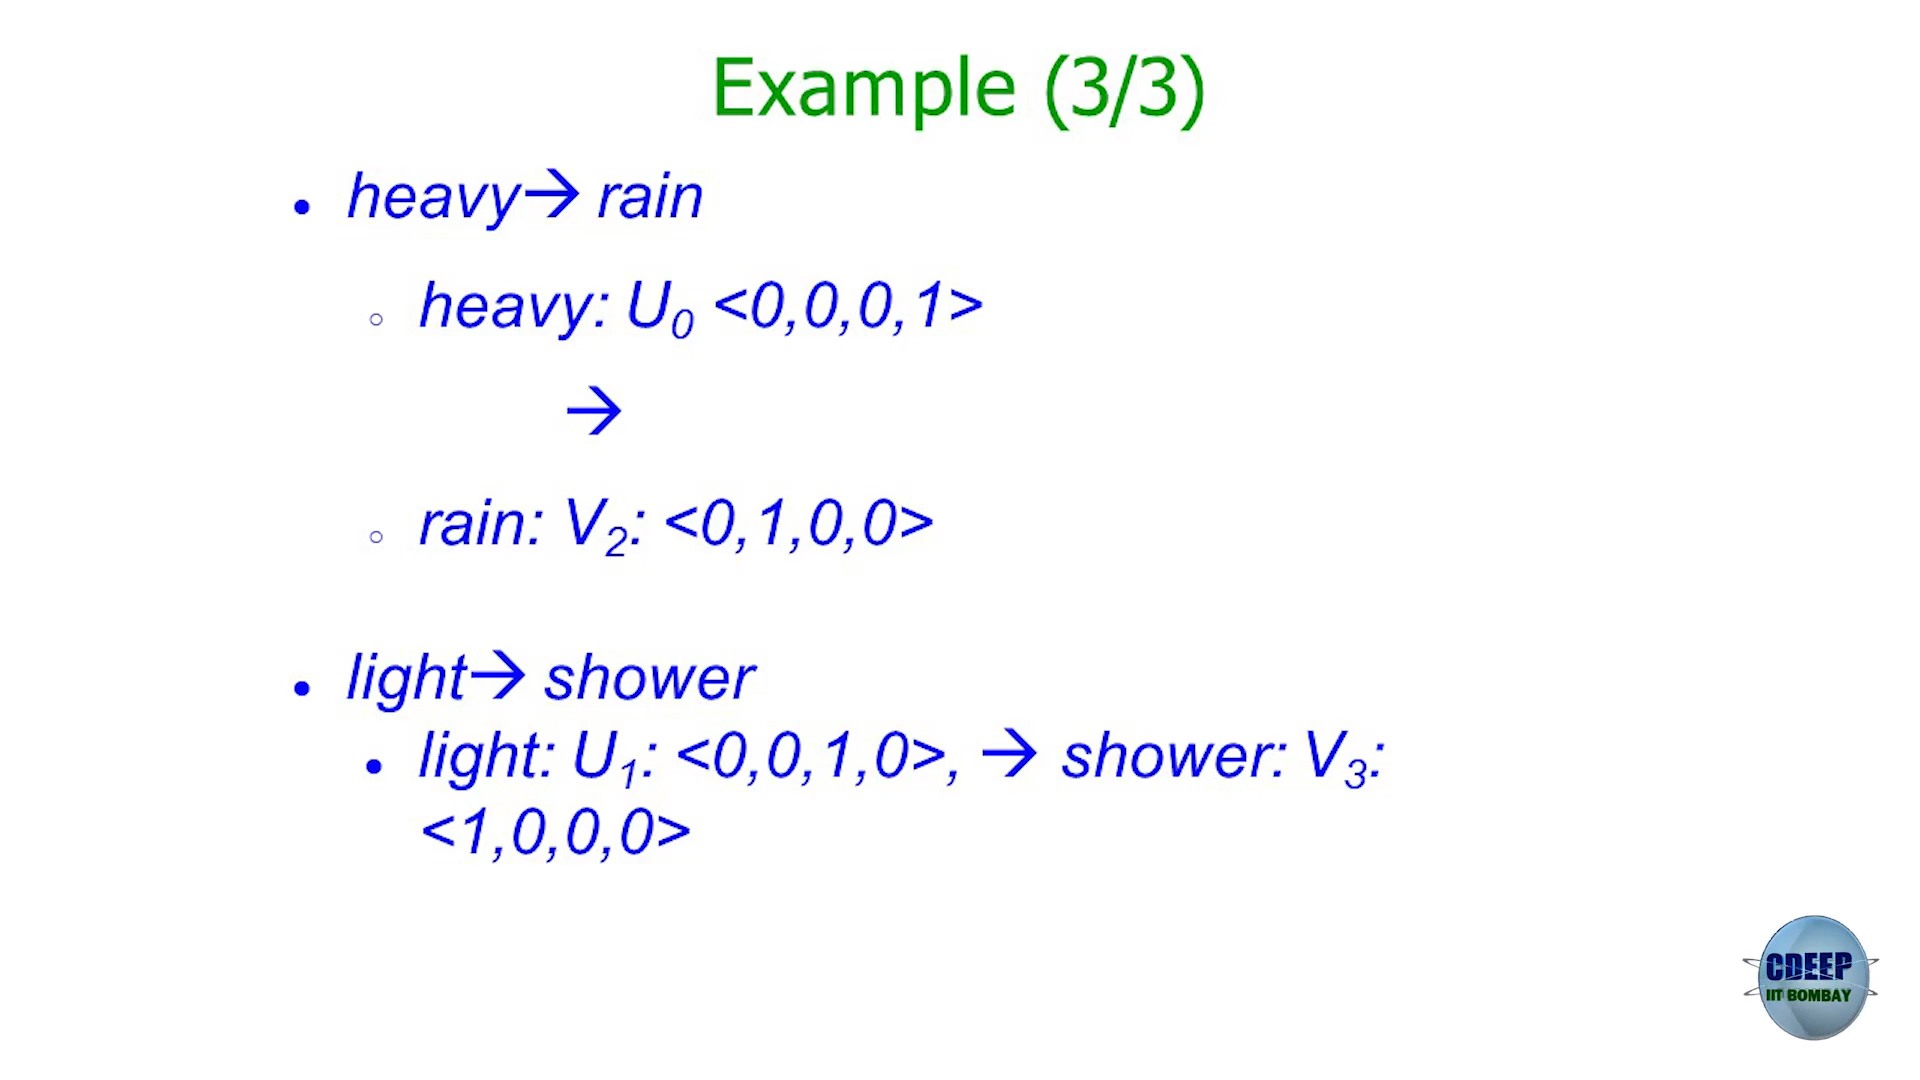 Example (3/3)
• heavy→ rain
○ heavy: U₀ <0,0,0,1>
→
○ rain: V₂: <0,1,0,0>
• light→ shower
• light: U₁: <0,0,1,0>, → shower: V₃:
<1,0,0,0>
CDEEP
IIT BOMBAY